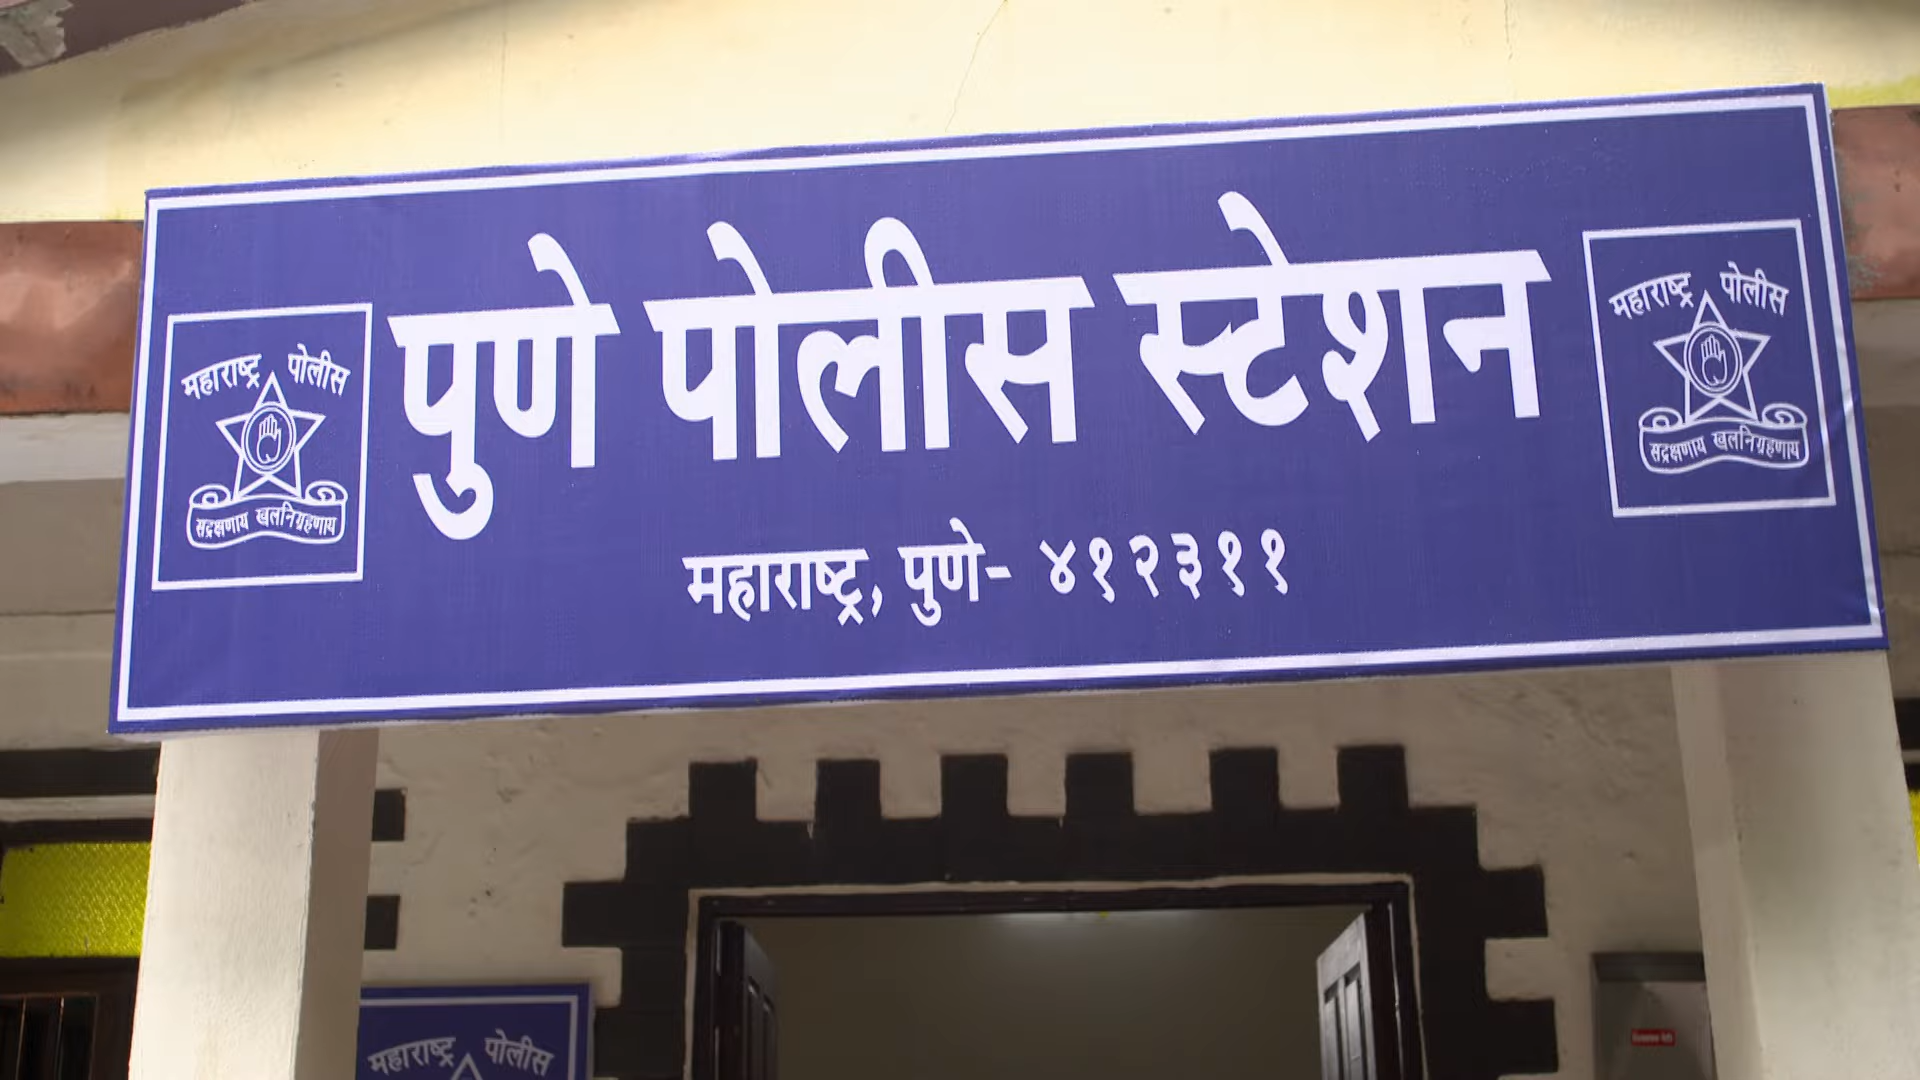 पुणे पोलीस स्टेशन
महाराष्ट्र, पुणे- ४१२३११
महाराष्ट्र पोलीस
सद्रक्षणाय खलनिग्रहणाय
महाराष्ट्र पोलीस
सद्रक्षणाय खलनिग्रहणाय
महाराष्ट्र पोलीस